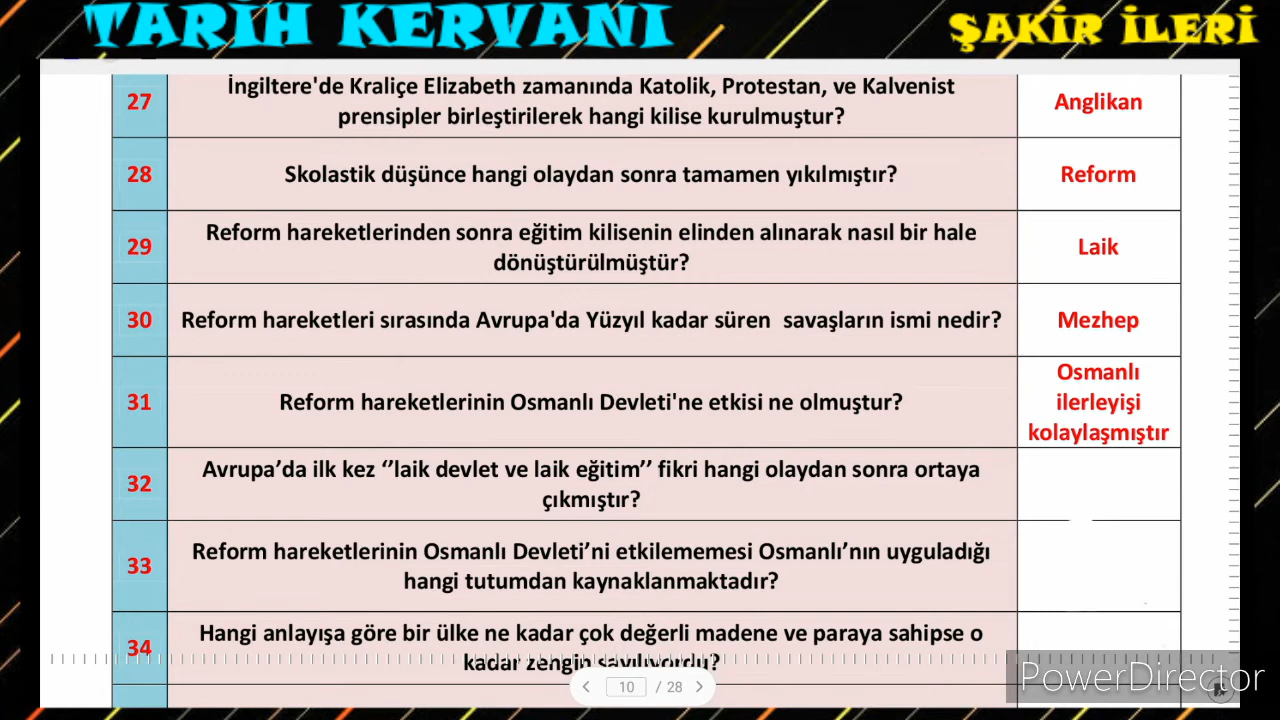 TARİH KERVANI
ŞAKİR İLERİ
27
İngiltere'de Kraliçe Elizabeth zamanında Katolik, Protestan, ve Kalvenist
prensipler birleştirilerek hangi kilise kurulmuştur?
Anglikan
28
Skolastik düşünce hangi olaydan sonra tamamen yıkılmıştır?
Reform
29
Reform hareketlerinden sonra eğitim kilisenin elinden alınarak nasıl bir hale
dönüştürülmüştür?
Laik
30
Reform hareketleri sırasında Avrupa'da Yüzyıl kadar süren savaşların ismi nedir?
Mezhep
31
Reform hareketlerinin Osmanlı Devleti'ne etkisi ne olmuştur?
Osmanlı
ilerleyişi
kolaylaşmıştır
32
Avrupa’da ilk kez ‘’laik devlet ve laik eğitim’’ fikri hangi olaydan sonra ortaya
çıkmıştır?
33
Reform hareketlerinin Osmanlı Devleti’ni etkilememesi Osmanlı’nın uyguladığı
hangi tutumdan kaynaklanmaktadır?
34
Hangi anlayışa göre bir ülke ne kadar çok değerli madene ve paraya sahipse o
kadar zengin sayılıyordu?
10 / 28
PowerDirector